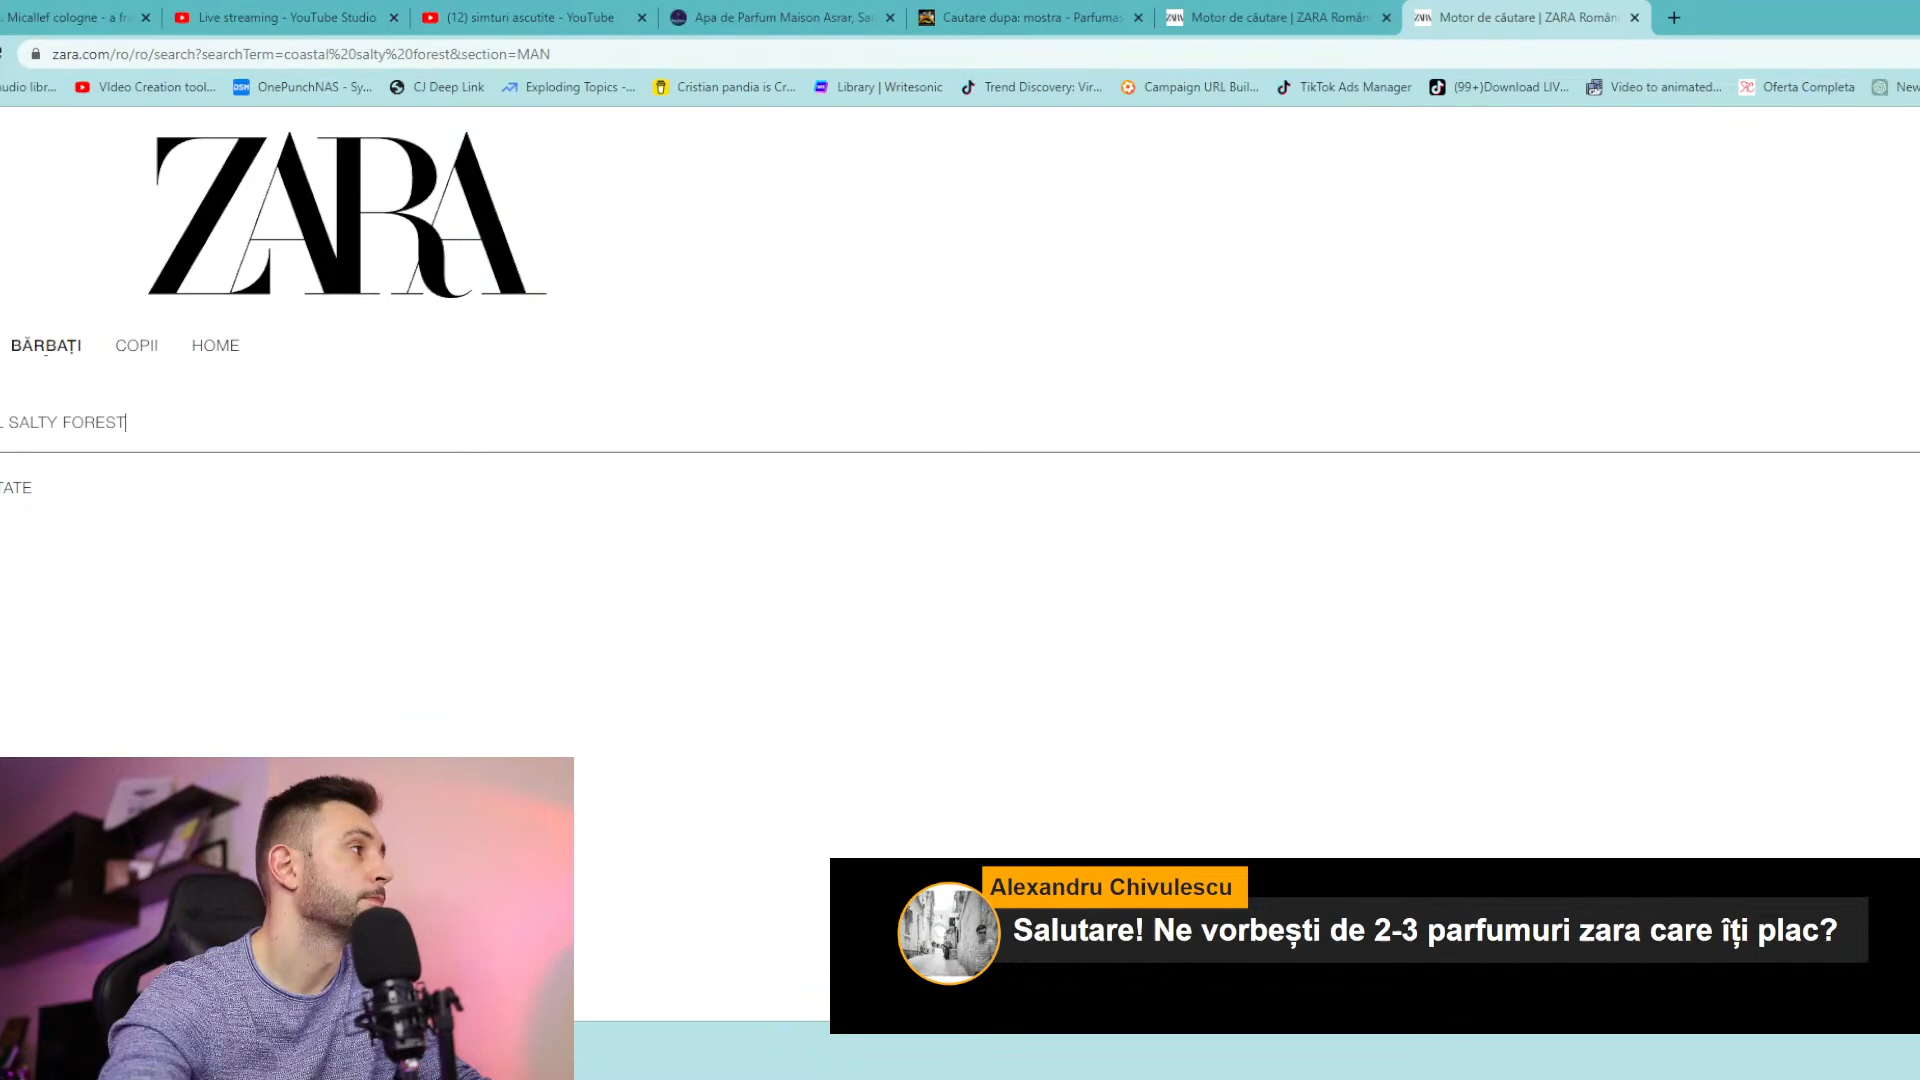 Micallef cologne - a fr
Live streaming - YouTube Studio
(12) simturi ascutite - YouTube
Apa de Parfum Maison Asrar, Sa
Cautare dupa: mostra - Parfuma
Motor de căutare | ZARA Român
Motor de căutare | ZARA Român
zara.com/ro/ro/search?searchTerm=coastal%20salty%20forest&section=MAN
udio libr...
VIdeo Creation tool...
OnePunchNAS - Sy...
CJ Deep Link
Exploding Topics -...
Cristian pandia is Cr...
Library | Writesonic
Trend Discovery: Vir...
Campaign URL Buil...
TikTok Ads Manager
(99+)Download LIV...
Video to animated...
Oferta Completa
New
ZARA
BĂRBAȚI
COPII
HOME
L SALTY FOREST
TATE
Alexandru Chivulescu
Salutare! Ne vorbești de 2-3 parfumuri zara care îți plac?